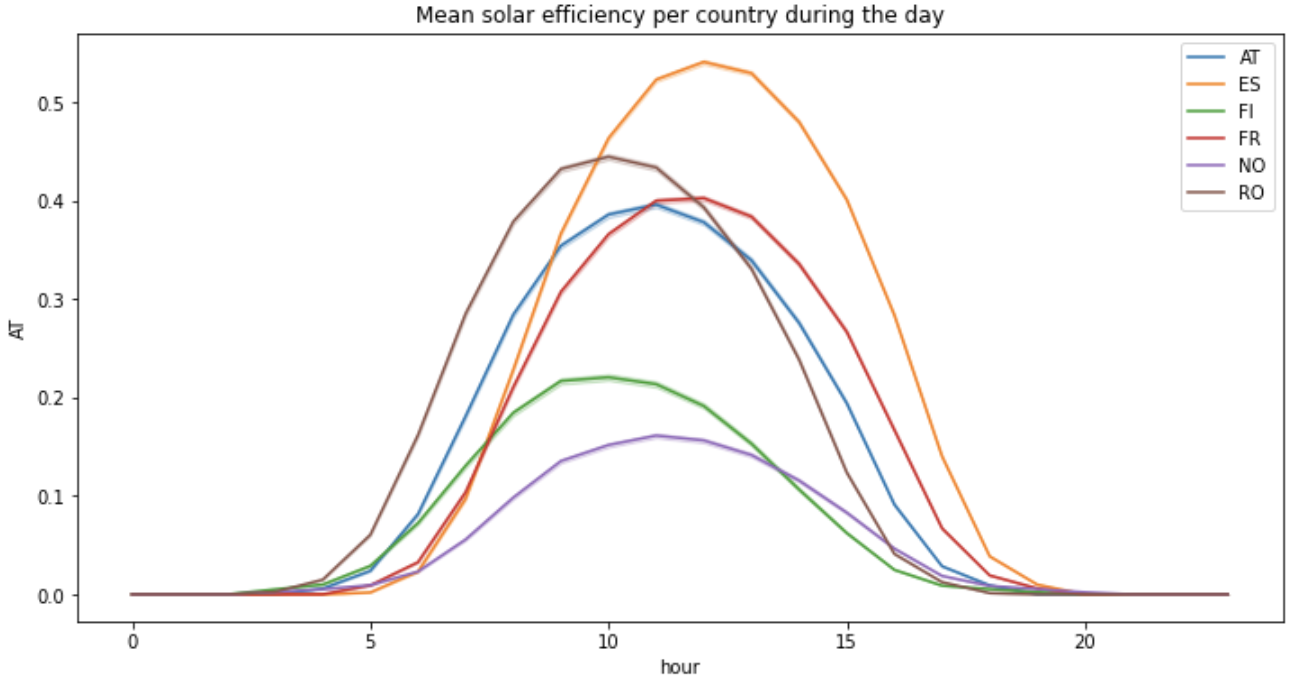 Mean solar efficiency per country during the day
AT
ES
FI
FR
NO
RO
0.5
0.4
0.3
0.2
0.1
0.0
AT
0
5
10
15
20
hour